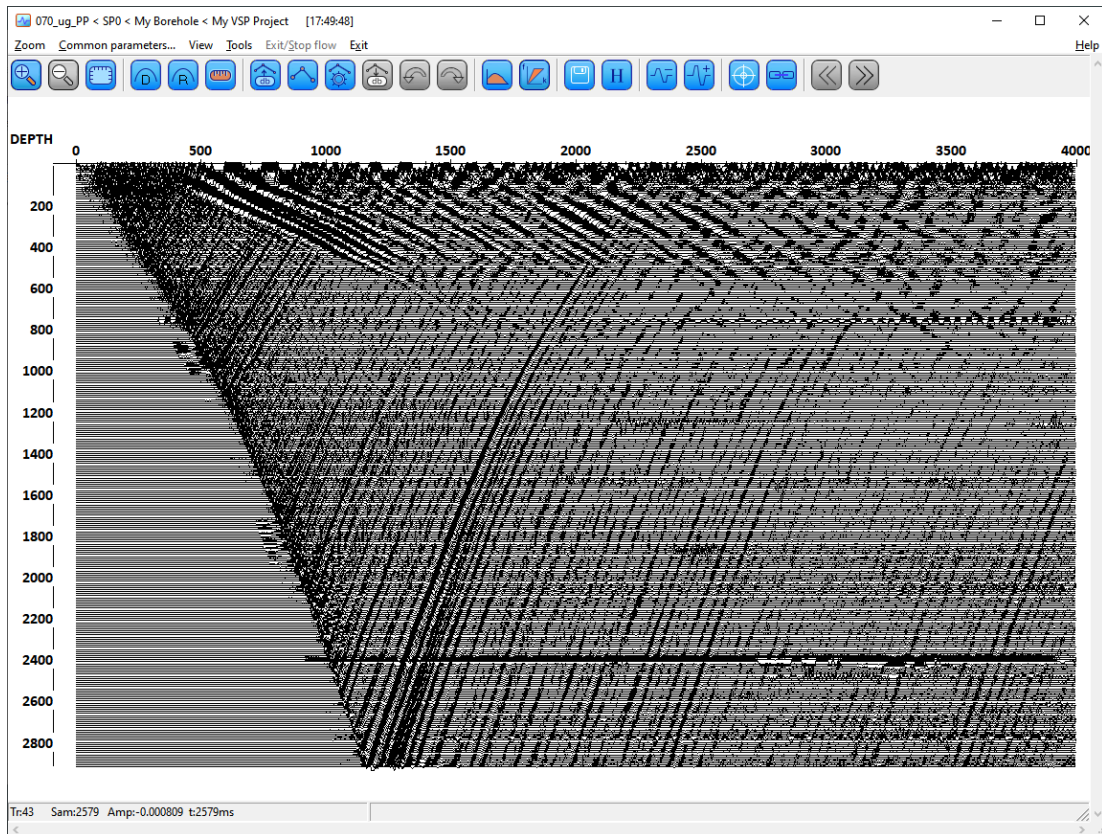 070_ug_PP < SP0 < My Borehole < My VSP Project [17:49:48]
Zoom Common parameters... View Tools Exit/Stop flow Exit Help
D R db db H
DEPTH
0 500 1000 1500 2000 2500 3000 3500 4000
200
400
600
800
1000
1200
1400
1600
1800
2000
2200
2400
2600
2800
Tr:43 Sam:2579 Amp:-0.000809 t:2579ms